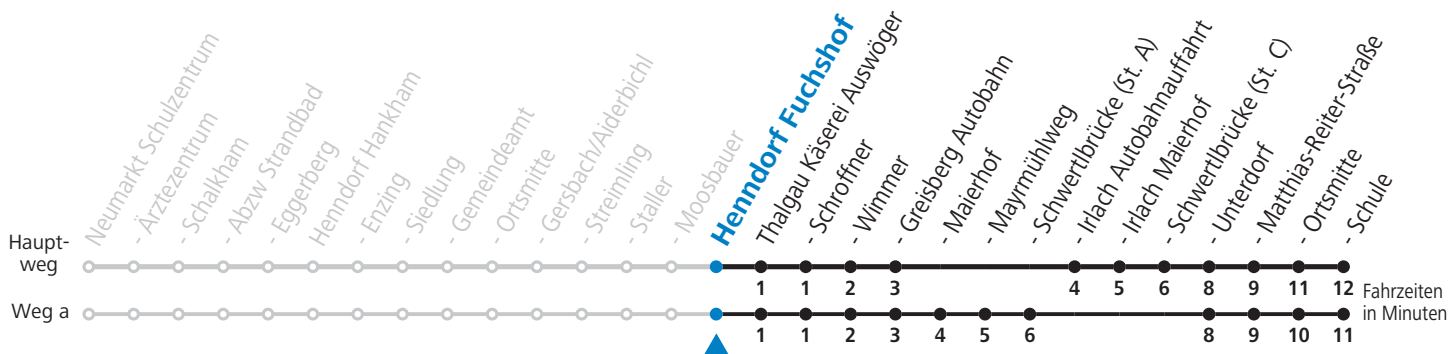 Neumarkt Schulzentrum
- Ärztezentrum
- Schalkham
- Abzw Strandbad
- Eggerberg
Henndorf Hankham
- Enzing
- Siedlung
- Gemeindeamt
- Ortsmitte
- Gersbach/Aiderbichl
- Streimling
- Staller
- Moosbauer
Henndorf Fuchshof
Thalgau Käserei Auswöger
- Schroffner
- Wimmer
- Greisberg Autobahn
- Maierhof
- Mayrmühlweg
- Schwertlbrücke (St. A)
- Irlach Autobahnauffahrt
- Irlach Maierhof
- Schwertlbrücke (St. C)
- Unterdorf
- Matthias-Reiter-Straße
- Ortsmitte
- Schule
Haupt-
weg
1 1 2 3 4 5 6 8 9 11 12
Weg a
1 1 2 3 4 5 6 8 9 10 11
Fahrzeiten
in Minuten